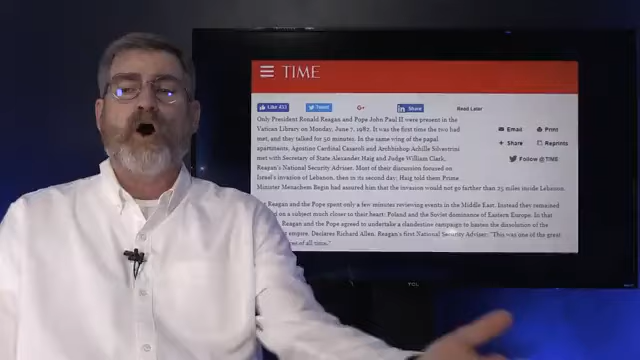 TIME
Like 411
Tweet
G+
Share
Read Later
Only President Ronald Reagan and Pope John Paul II were present in the
Vatican Library on Monday, June 7, 1982. It was the first time the two had
met, and they talked for 50 minutes. In the same wing of the papal
apartments, Agostino Cardinal Casaroli and Archbishop Achille Silvestrini
met with Secretary of State Alexander Haig and Judge William Clark,
Reagan's National Security Adviser. Most of their discussion focused on
Israel's invasion of Lebanon, then in its second day; Haig told them Prime
Minister Menachem Begin had assured him that the invasion would not go farther than 25 miles inside Lebanon.
Email
Print
Share
Reprints
Follow @TIME
Reagan and the Pope spent only a few minutes reviewing events in the Middle East. Instead they remained
on a subject much closer to their heart: Poland and the Soviet dominance of Eastern Europe. In that
Reagan and the Pope agreed to undertake a clandestine campaign to hasten the dissolution of the
empire. Declares Richard Allen, Reagan's first National Security Adviser: "This was one of the great
of all time."
TCL